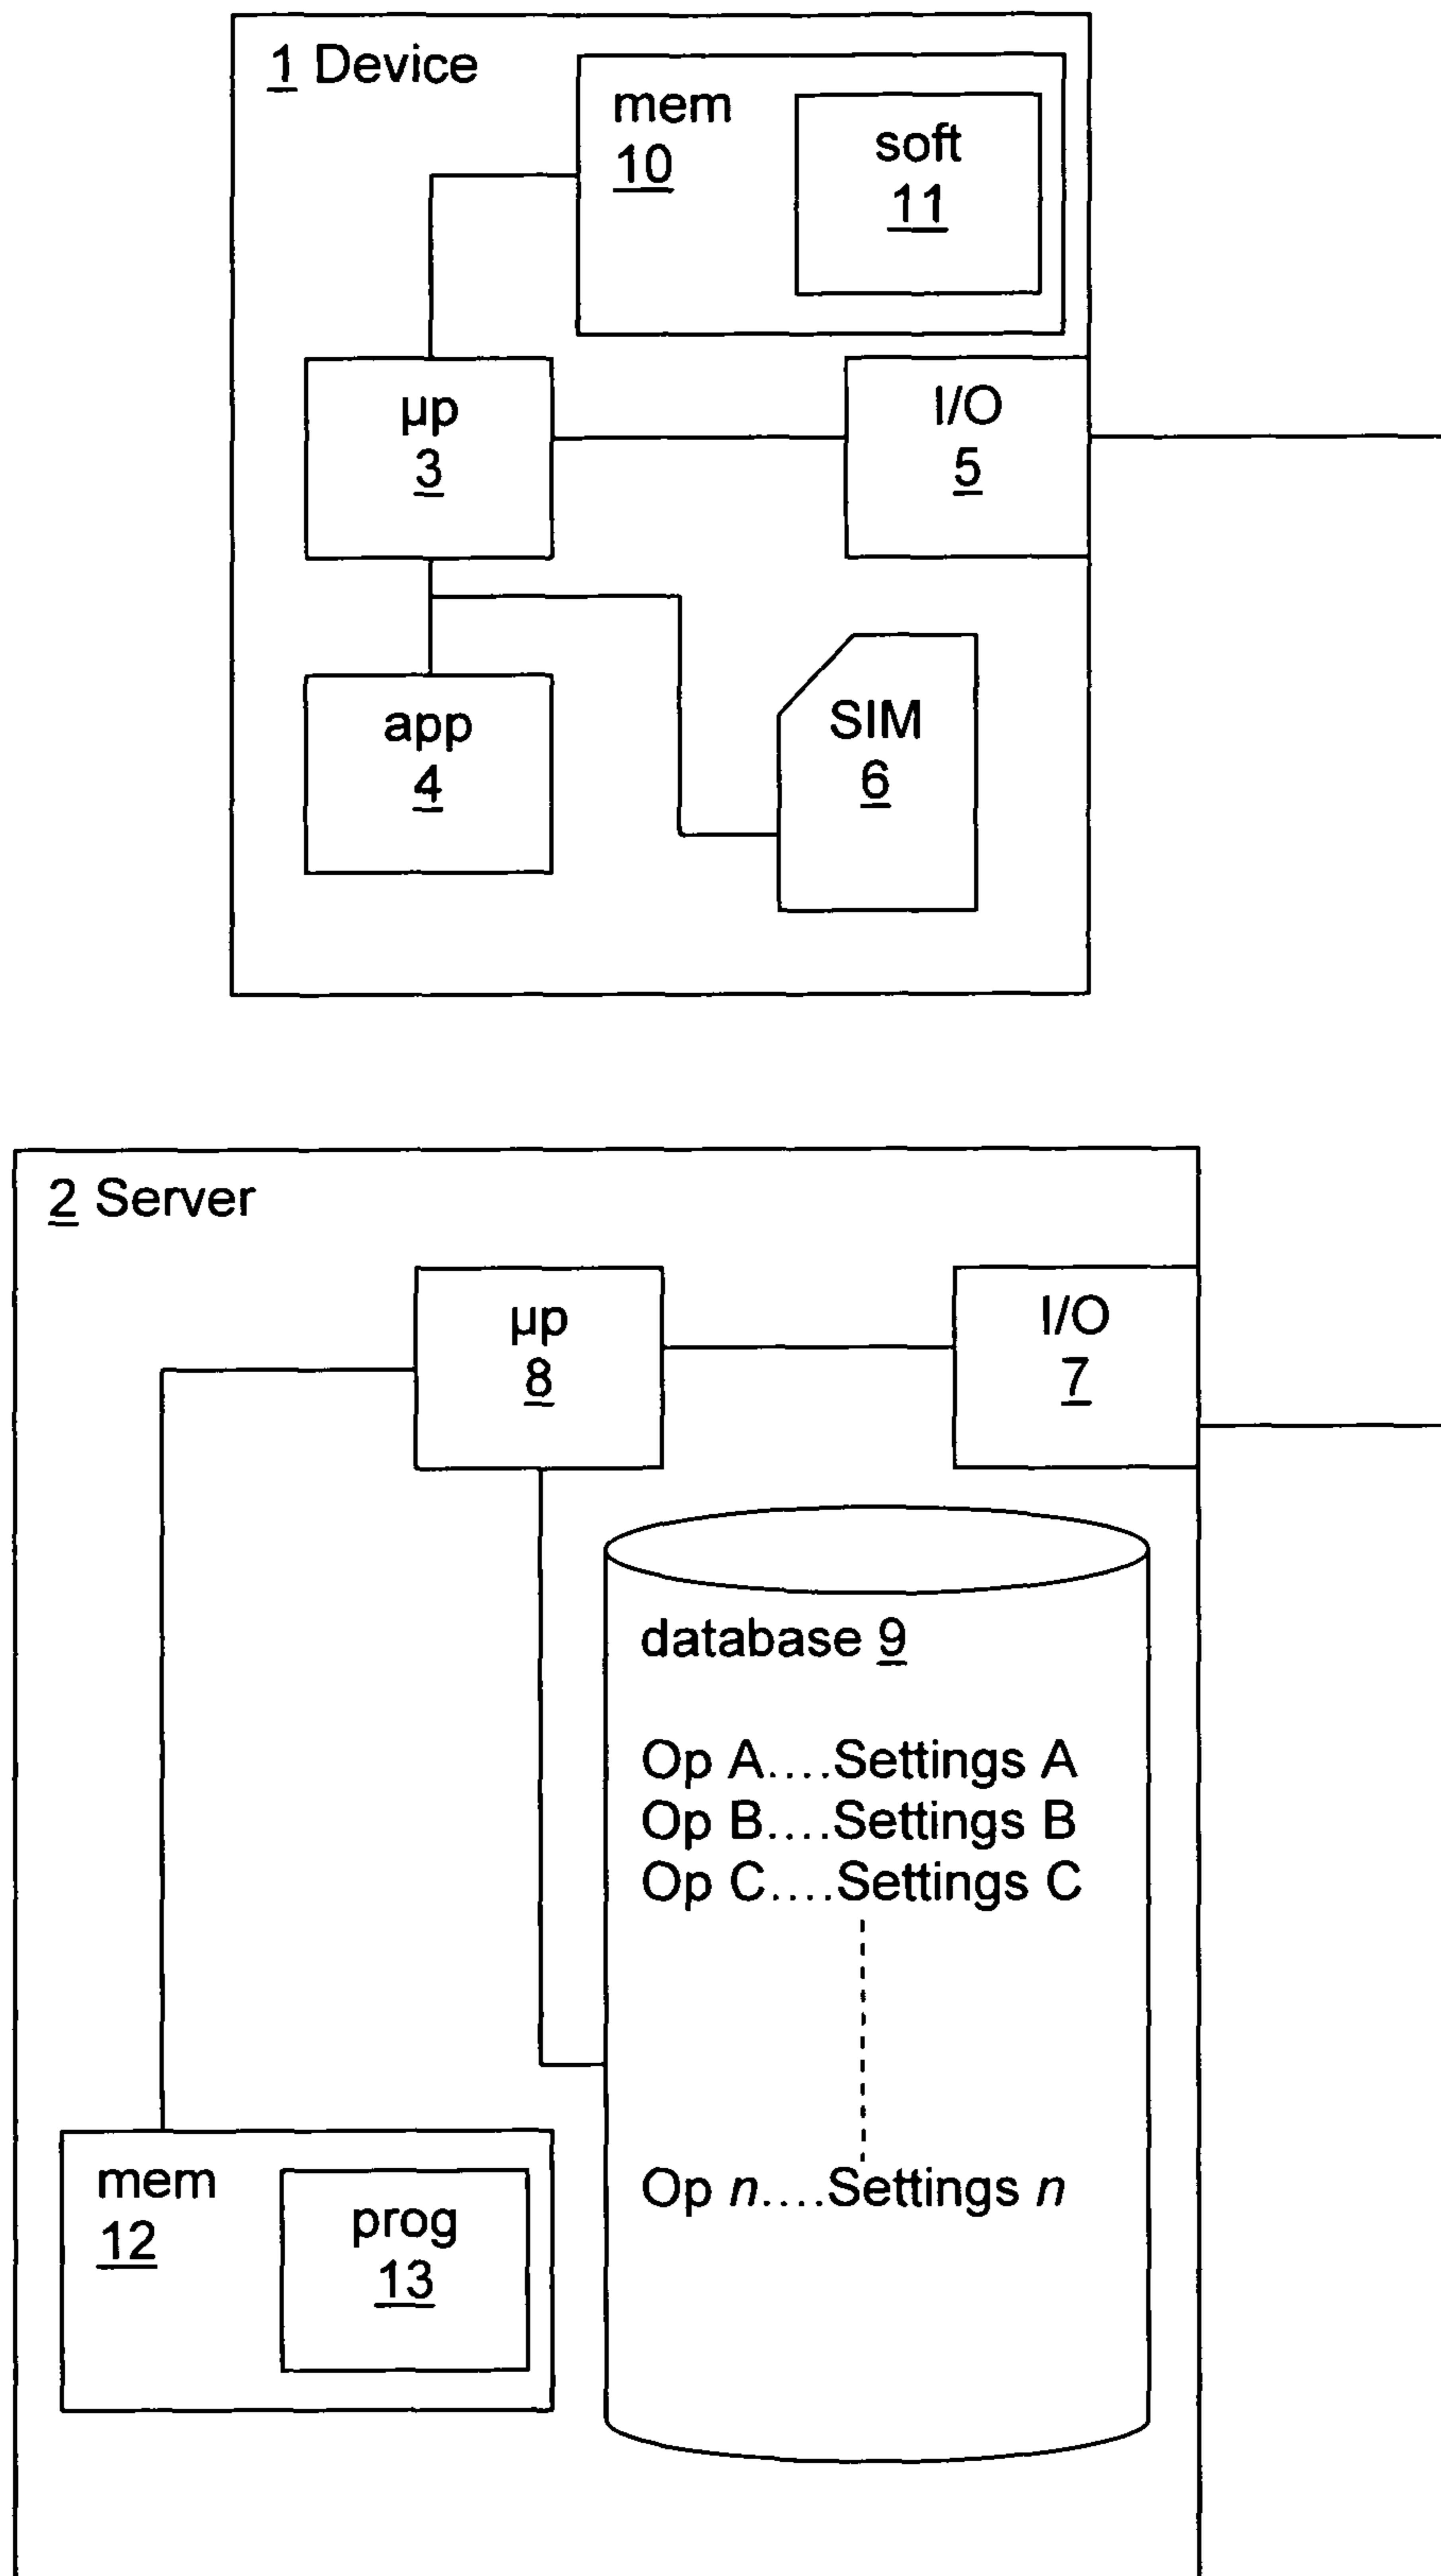 1 Device
mem
10
soft
11
µp
3
I/O
5
app
4
SIM
6
2 Server
µp
8
I/O
7
database 9
Op A....Settings A
Op B....Settings B
Op C....Settings C
Op n....Settings n
mem
12
prog
13